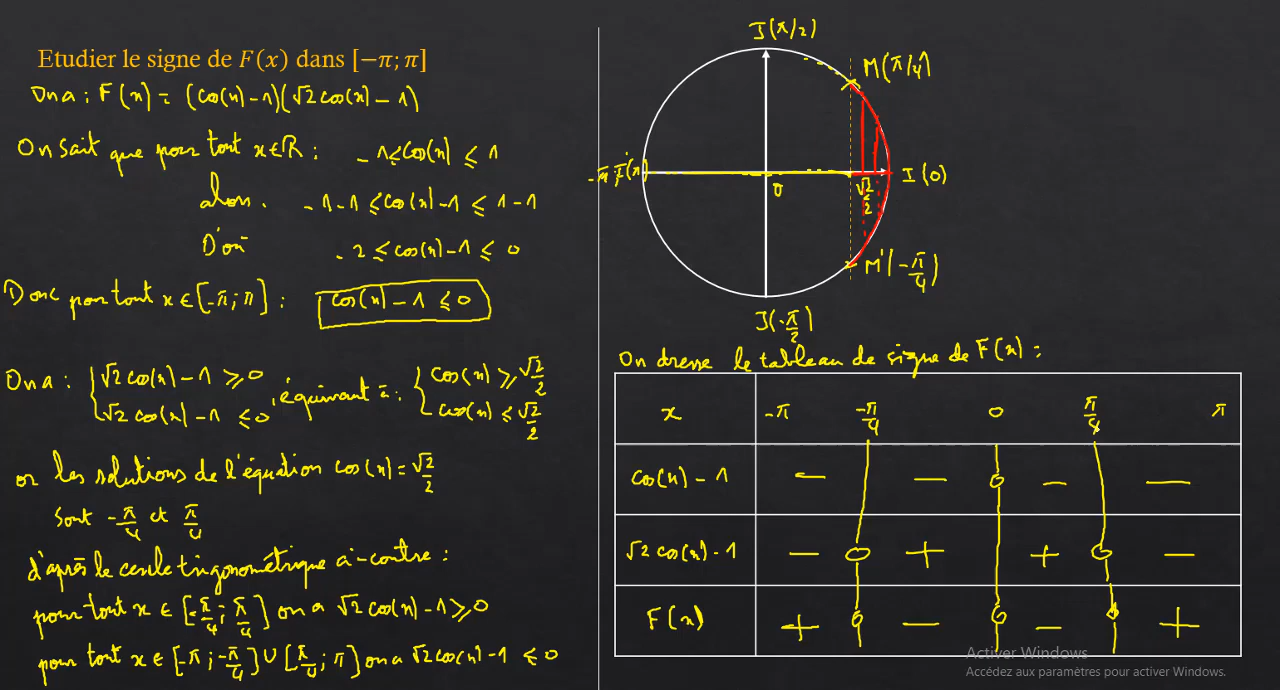 Etudier le signe de F(x) dans [−π; π]
On a : F(x) = (cos(x) − 1)(√2 cos(x) − 1)
On sait que pour tout x ∈ R : −1 ≤ cos(x) ≤ 1
alors. −1−1 ≤ cos(x) − 1 ≤ 1−1
D'où −2 ≤ cos(x) − 1 ≤ 0
Donc pour tout x ∈ [−π; π] : cos(x) − 1 ≤ 0
On a : { √2 cos(x) − 1 ≥ 0 , équivaut à : { cos(x) ≥ √2/2
√2 cos(x) − 1 ≤ 0 cos(x) ≤ √2/2
or les solutions de l'équation cos(x) = √2/2
sont −π/4 et π/4
d'après le cercle trigonométrique ci-contre :
pour tout x ∈ [−π/4; π/4] on a √2 cos(x) − 1 ≥ 0
pour tout x ∈ [−π; −π/4] ∪ [π/4; π] on a √2 cos(x) − 1 ≤ 0
J(π/2)
M(π/4)
I'(π)
0
√2/2
I(0)
M'(−π/4)
J(−π/2)
On dresse le tableau de signe de F(x) :
x −π −π/4 0 π/4 π
cos(x) − 1 − − 0 − −
√2 cos(x) − 1 − 0 + + 0 −
F(x) + 0 − 0 − 0 +
Activer Windows
Accédez aux paramètres pour activer Windows.